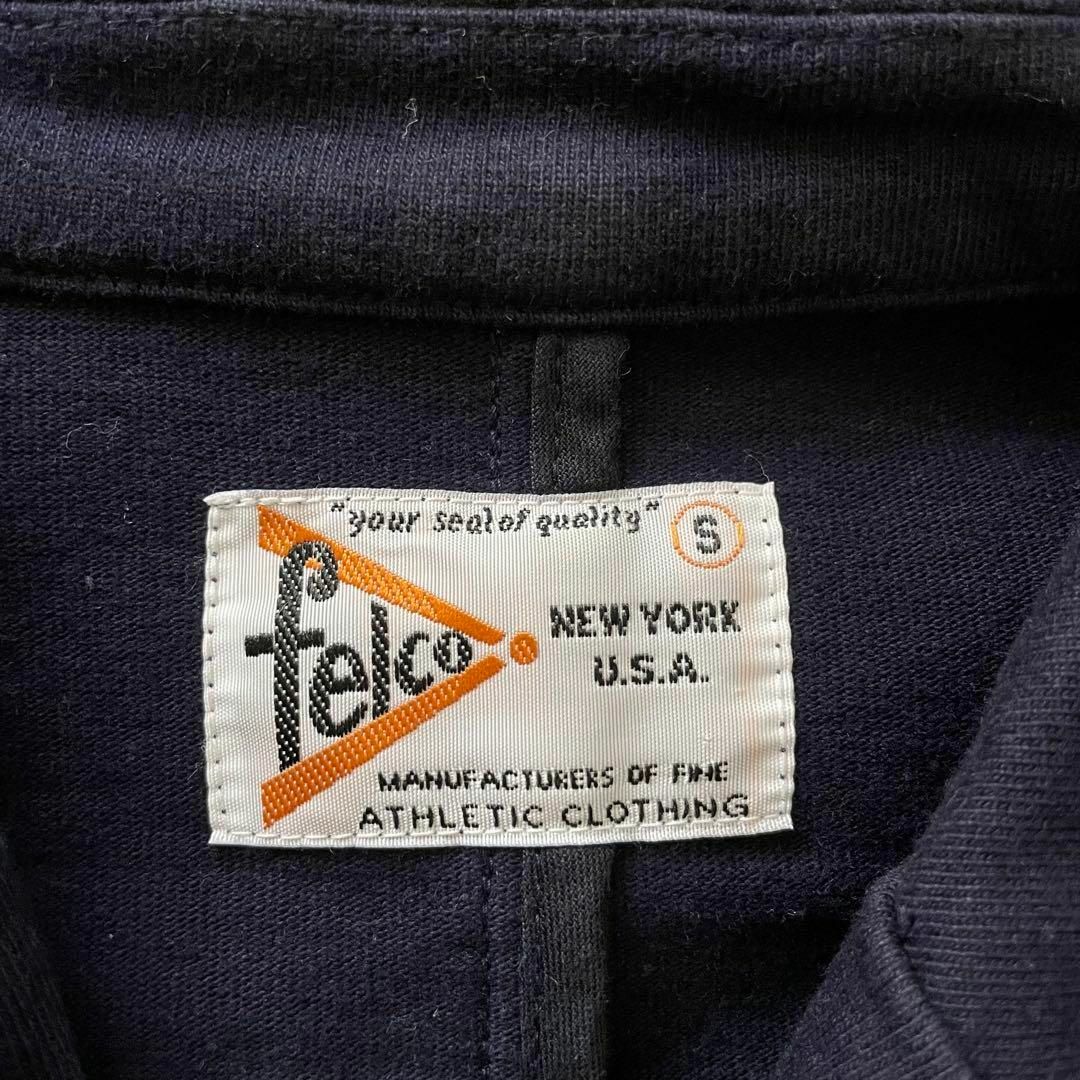 "your seal of quality" S
felco
NEW YORK
U.S.A.
MANUFACTURERS OF FINE
ATHLETIC CLOTHING